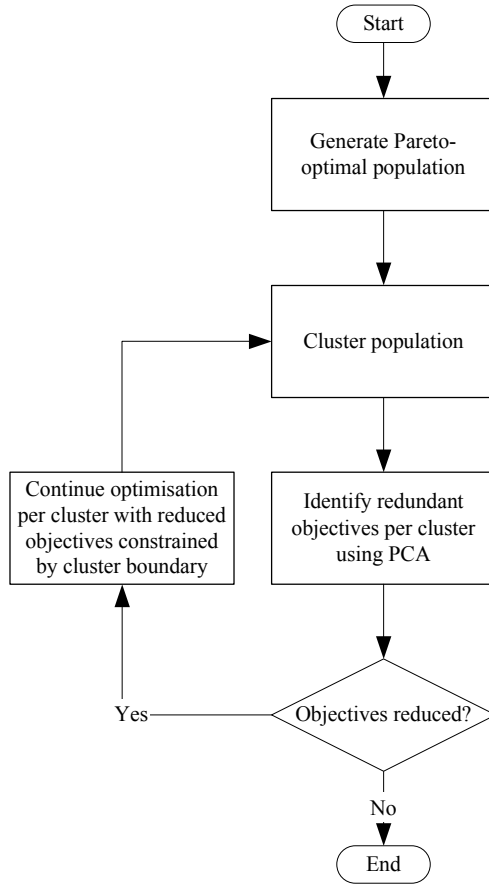 Start
Generate Pareto-
optimal population
Cluster population
Continue optimisation
per cluster with reduced
objectives constrained
by cluster boundary
Identify redundant
objectives per cluster
using PCA
Yes
Objectives reduced?
No
End